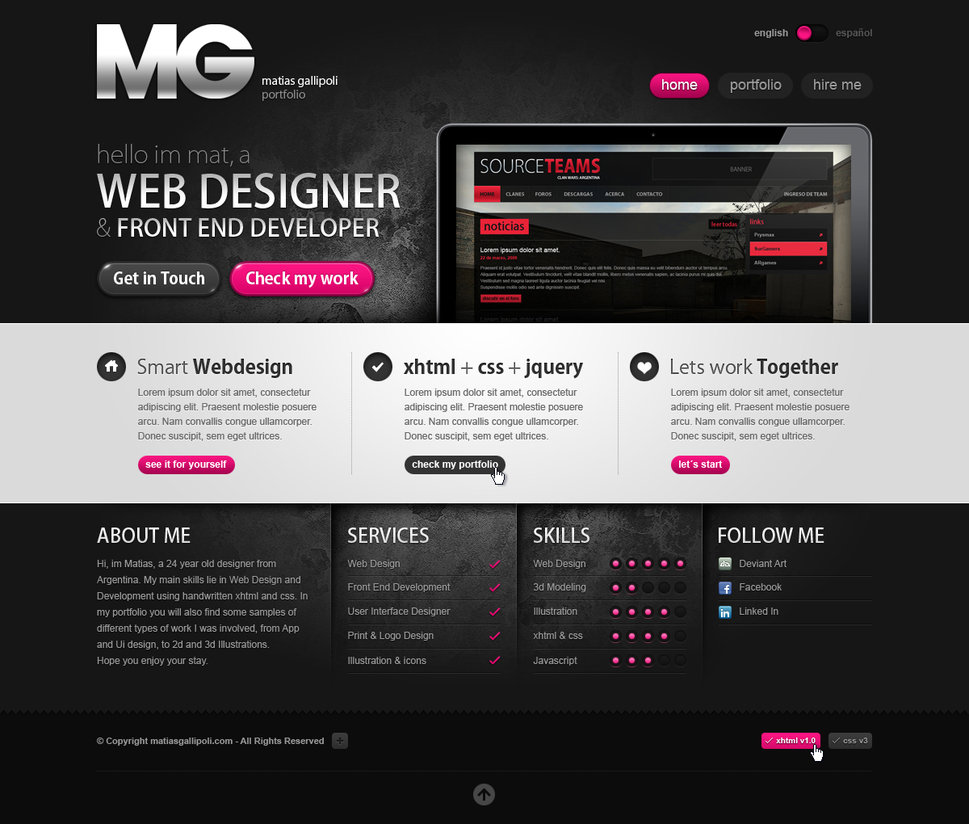 MG
matias gallipoli
portfolio
english español
home portfolio hire me
hello im mat, a
WEB DESIGNER
& FRONT END DEVELOPER
Get in Touch Check my work
SOURCETEAMS
CLAN WARS ARGENTINA
BANNER
HOME CLANES FOROS DESCARGAS ACERCA CONTACTO INGRESO DE TEAM
noticias
leer todas
links
Lorem ipsum dolor sit amet.
22 de marzo, 2009
Prysmax
Argamers
Smart Webdesign
Lorem ipsum dolor sit amet, consectetur
adipiscing elit. Praesent molestie posuere
arcu. Nam convallis congue ullamcorper.
Donec suscipit, sem eget ultrices.
see it for yourself
xhtml + css + jquery
Lorem ipsum dolor sit amet, consectetur
adipiscing elit. Praesent molestie posuere
arcu. Nam convallis congue ullamcorper.
Donec suscipit, sem eget ultrices.
check my portfolio
Lets work Together
Lorem ipsum dolor sit amet, consectetur
adipiscing elit. Praesent molestie posuere
arcu. Nam convallis congue ullamcorper.
Donec suscipit, sem eget ultrices.
let´s start
ABOUT ME
Hi, im Matias, a 24 year old designer from
Argentina. My main skills lie in Web Design and
Development using handwritten xhtml and css. In
my portfolio you will also find some samples of
different types of work I was involved, from App
and Ui design, to 2d and 3d Illustrations.
Hope you enjoy your stay.
SERVICES
Web Design
Front End Development
User Interface Designer
Print & Logo Design
Illustration & icons
SKILLS
Web Design
3d Modeling
Illustration
xhtml & css
Javascript
FOLLOW ME
Deviant Art
Facebook
Linked In
© Copyright matiasgallipoli.com - All Rights Reserved +
xhtml v1.0 css v3